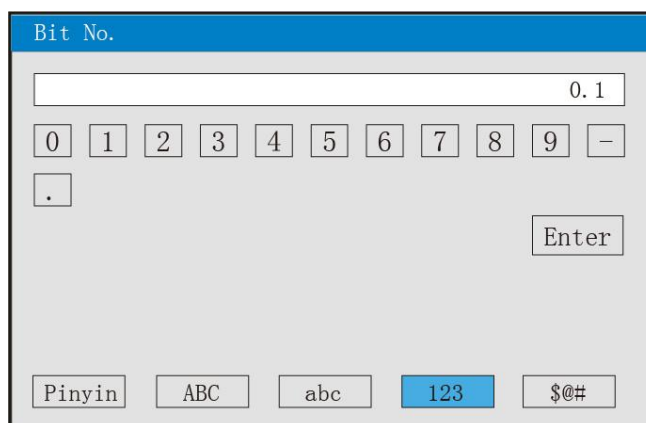 Bit No.
0.1
0 1 2 3 4 5 6 7 8 9 -
.
Enter
Pinyin ABC abc 123 $@#